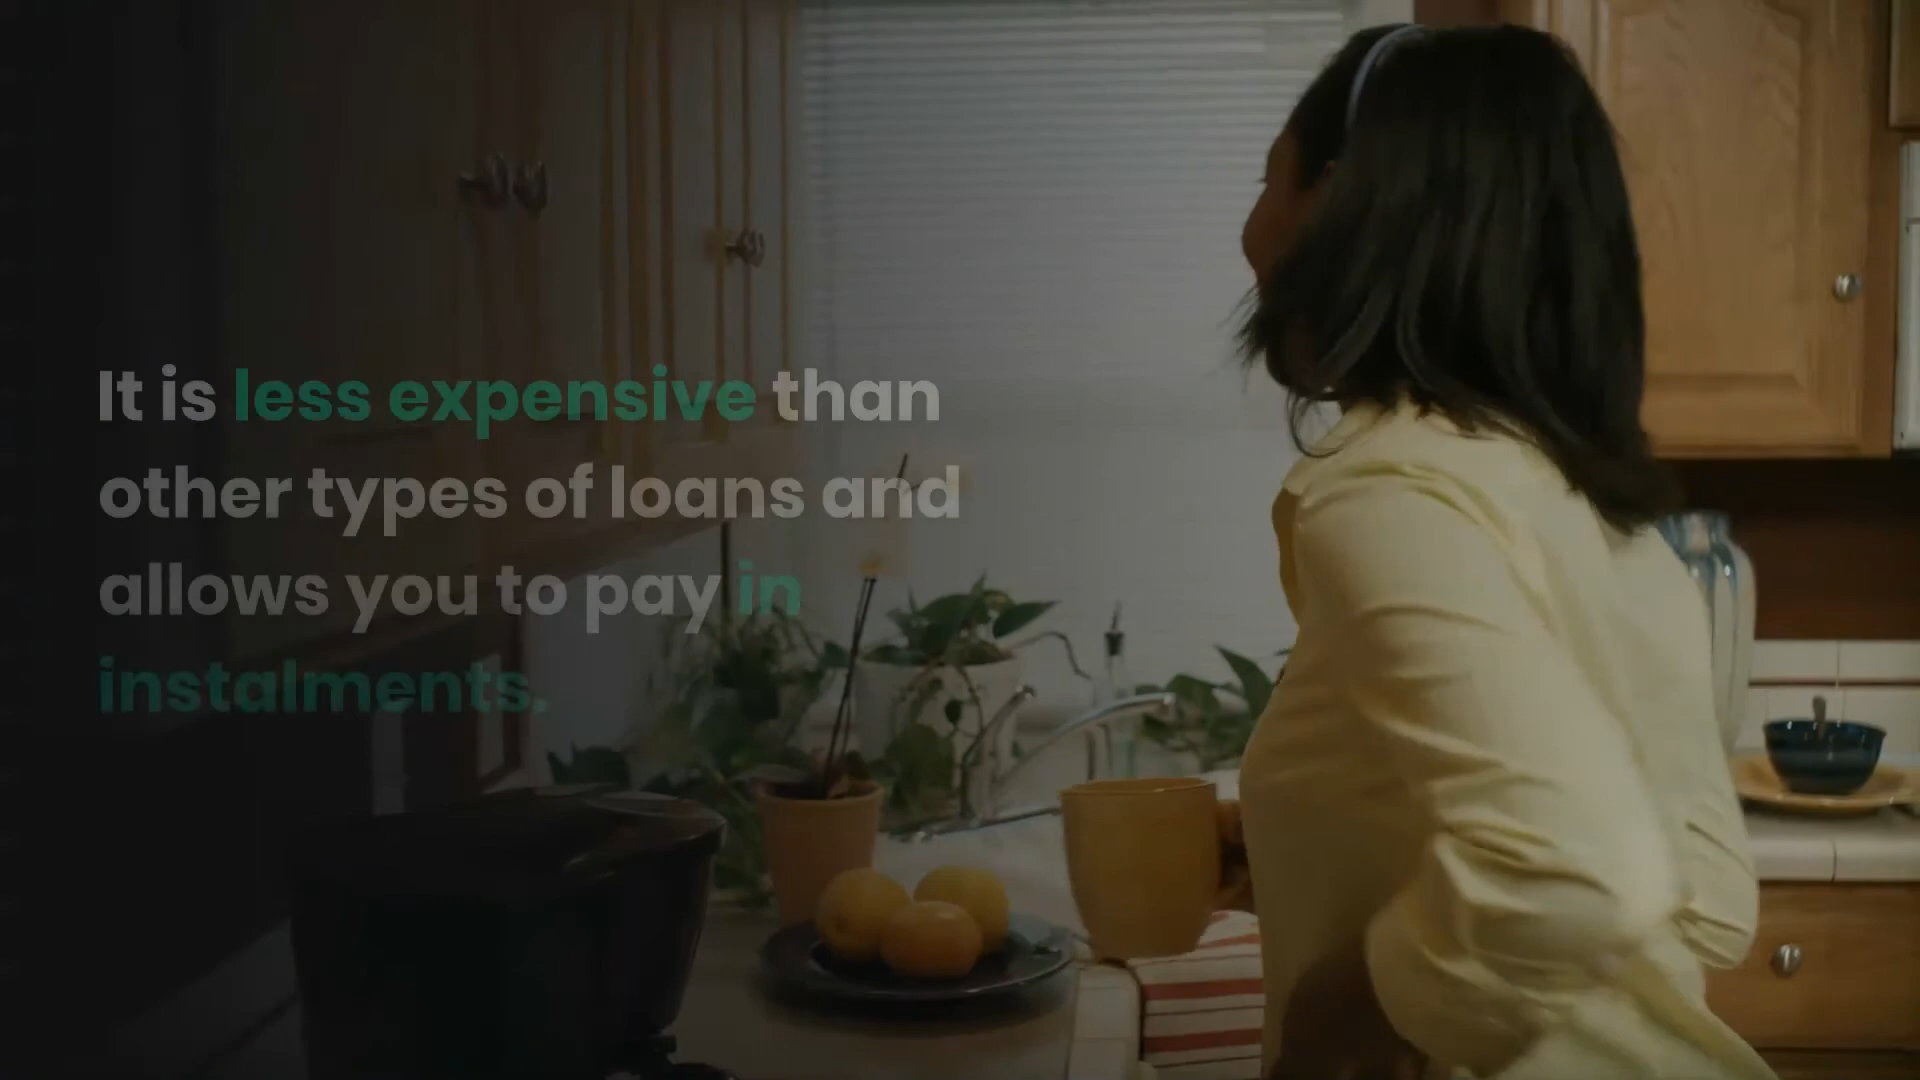 It is less expensive than
other types of loans and
allows you to pay in
instalments.